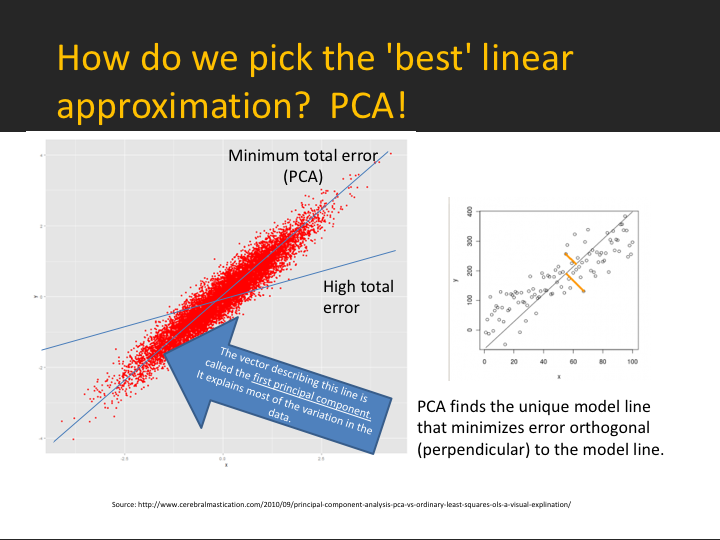 How do we pick the 'best' linear
approximation? PCA!
Minimum total error
(PCA)
High total
error
The vector describing this line is
called the first principal component.
It explains most of the variation in the
data.
4
2
0
-2
-4
y
-2.5
0.0
2.5
x
400
300
200
100
0
y
0
20
40
60
80
100
x
PCA finds the unique model line
that minimizes error orthogonal
(perpendicular) to the model line.
Source: http://www.cerebralmastication.com/2010/09/principal-component-analysis-pca-vs-ordinary-least-squares-ols-a-visual-explination/